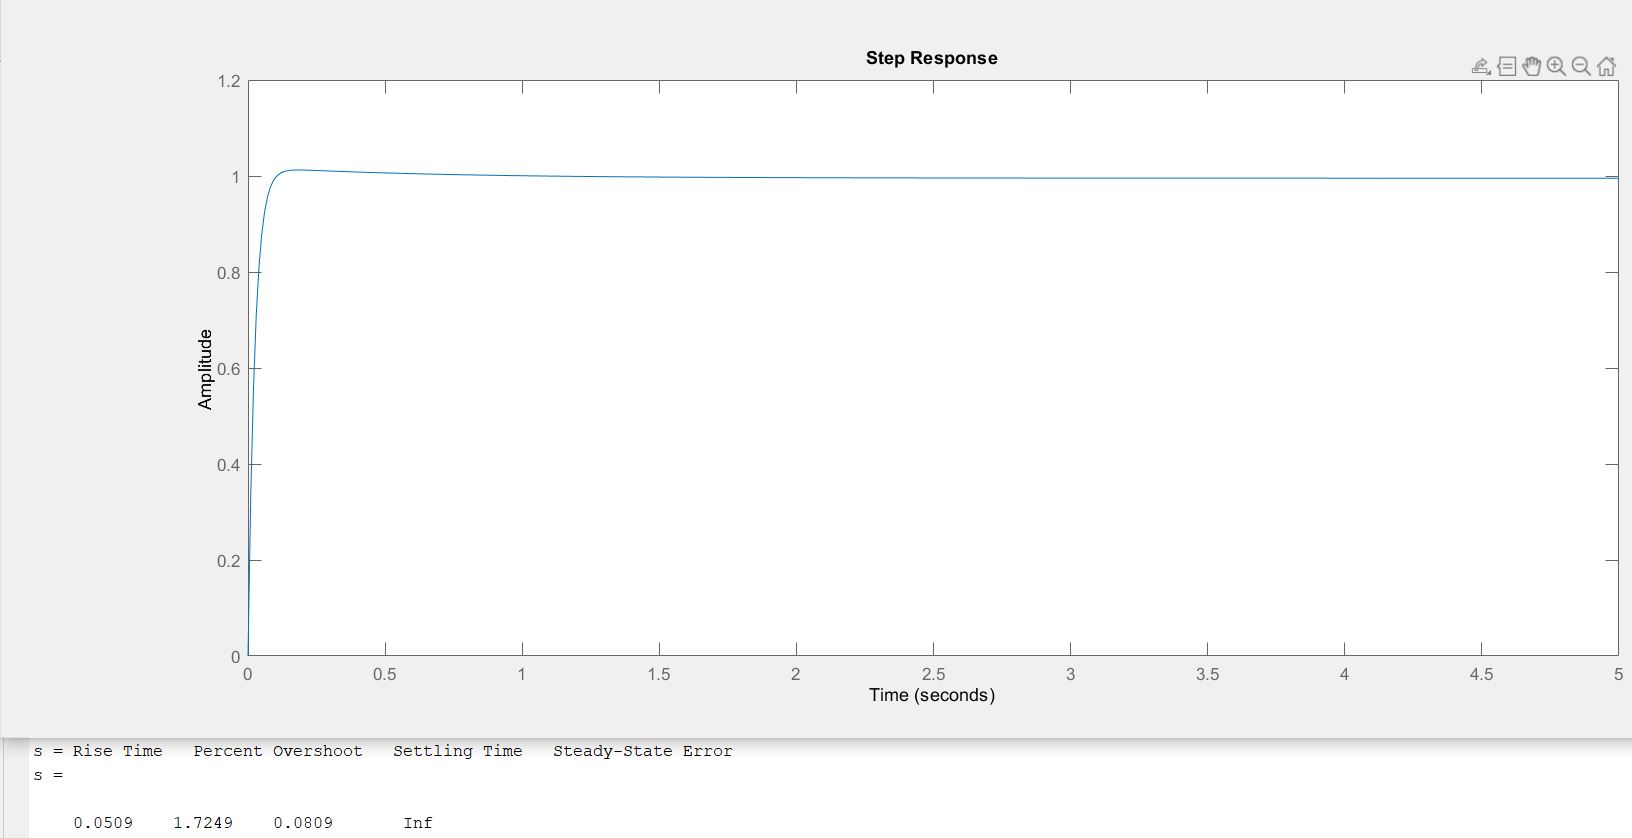 Step Response
1.2
1
0.8
0.6
0.4
0.2
0
Amplitude
0 0.5 1 1.5 2 2.5 3 3.5 4 4.5 5
Time (seconds)
s = Rise Time   Percent Overshoot   Settling Time   Steady-State Error
s =
0.0509    1.7249    0.0809       Inf